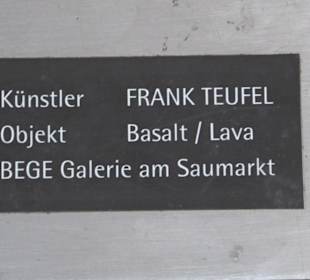 Künstler FRANK TEUFEL
Objekt Basalt / Lava
BEGE Galerie am Saumarkt